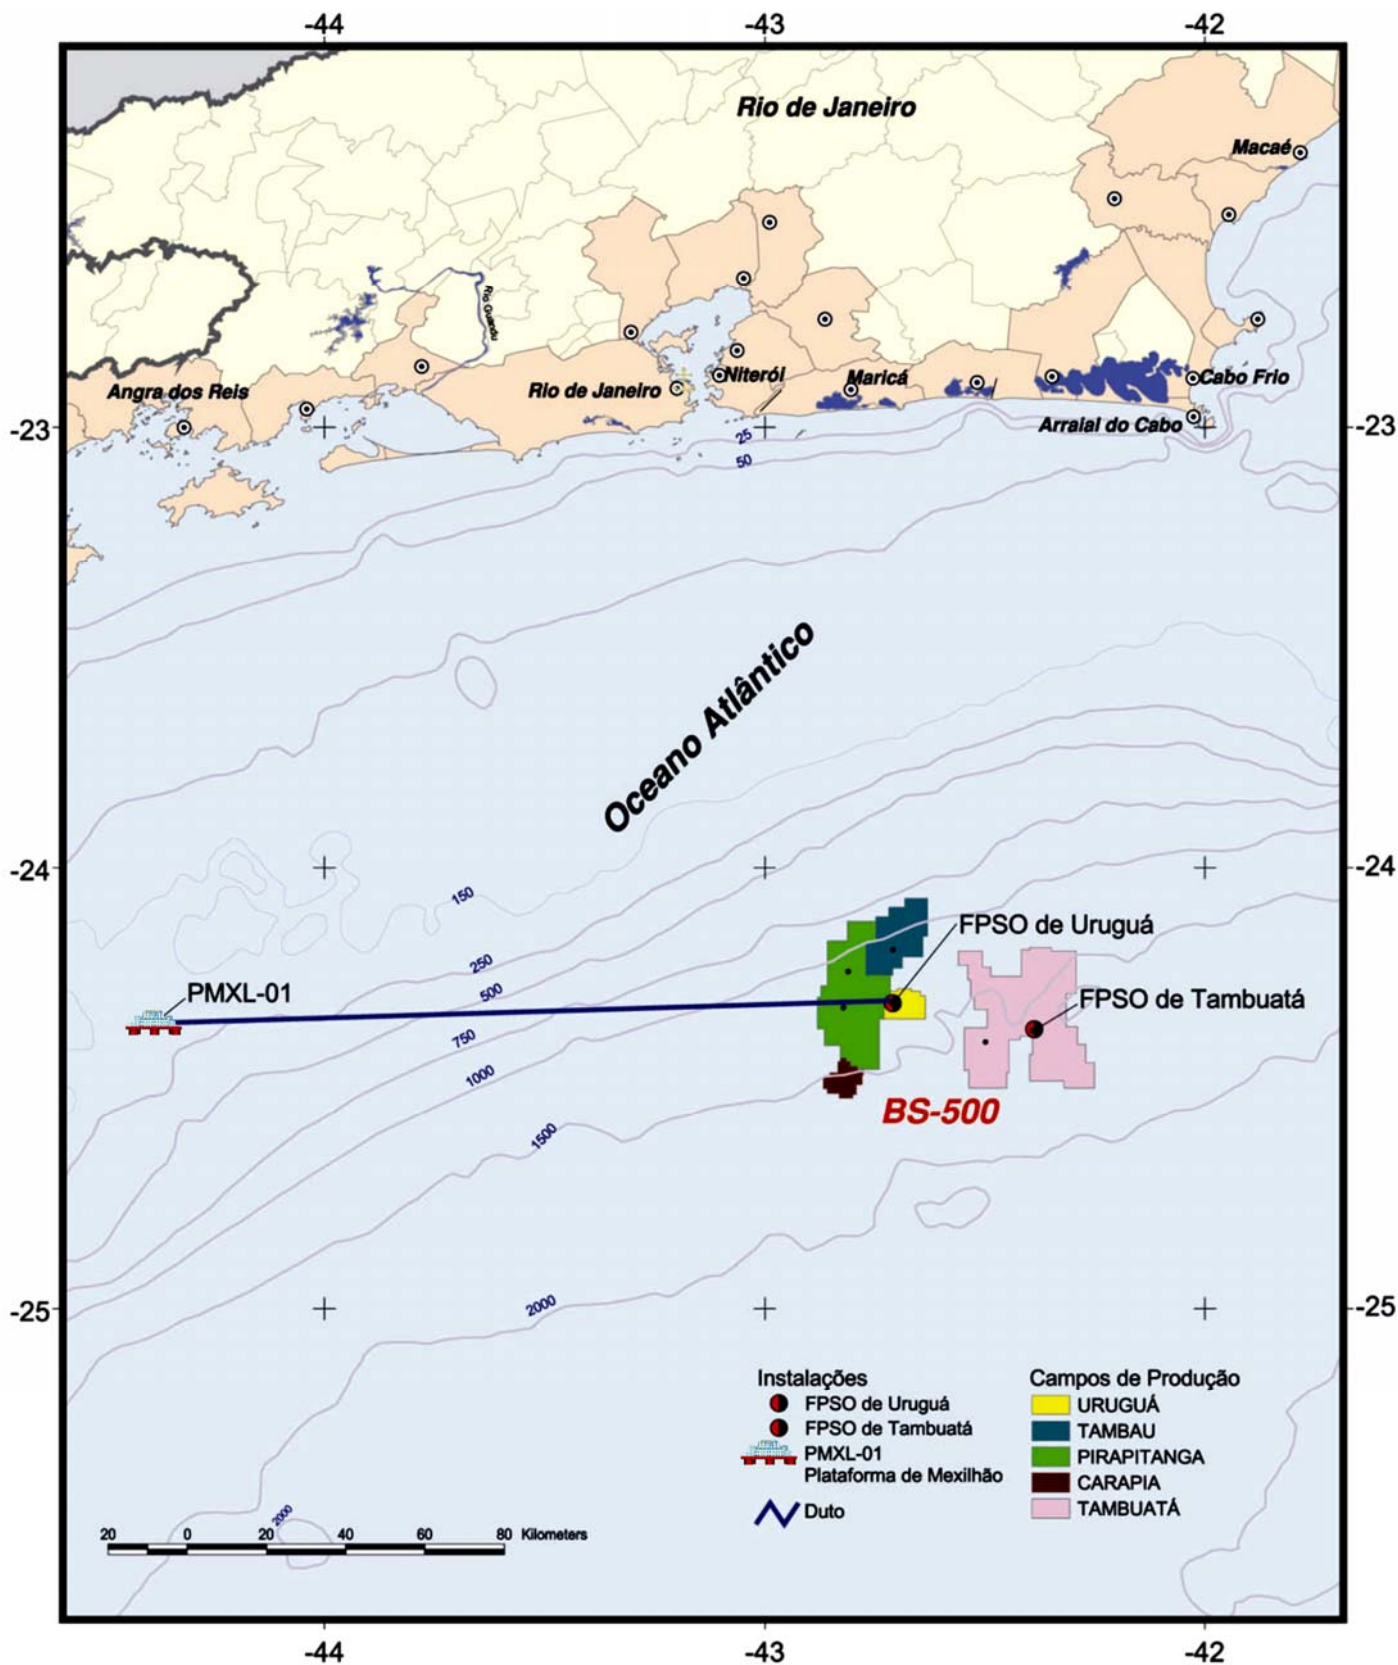 -44
-43
-42
Rio de Janeiro
Macaé
Rio Guandu
Angra dos Reis
Rio de Janeiro
Niterói
Maricá
Cabo Frio
Arraial do Cabo
-23
-23
25
50
Oceano Atlântico
-24
-24
150
250
500
750
1000
1500
2000
2000
FPSO de Uruguá
PMXL-01
FPSO de Tambuatá
BS-500
-25
-25
Instalações
FPSO de Uruguá
FPSO de Tambuatá
PMXL-01
Plataforma de Mexilhão
Duto
Campos de Produção
URUGUÁ
TAMBAU
PIRAPITANGA
CARAPIA
TAMBUATÁ
20 0 20 40 60 80 Kilometers
-44
-43
-42